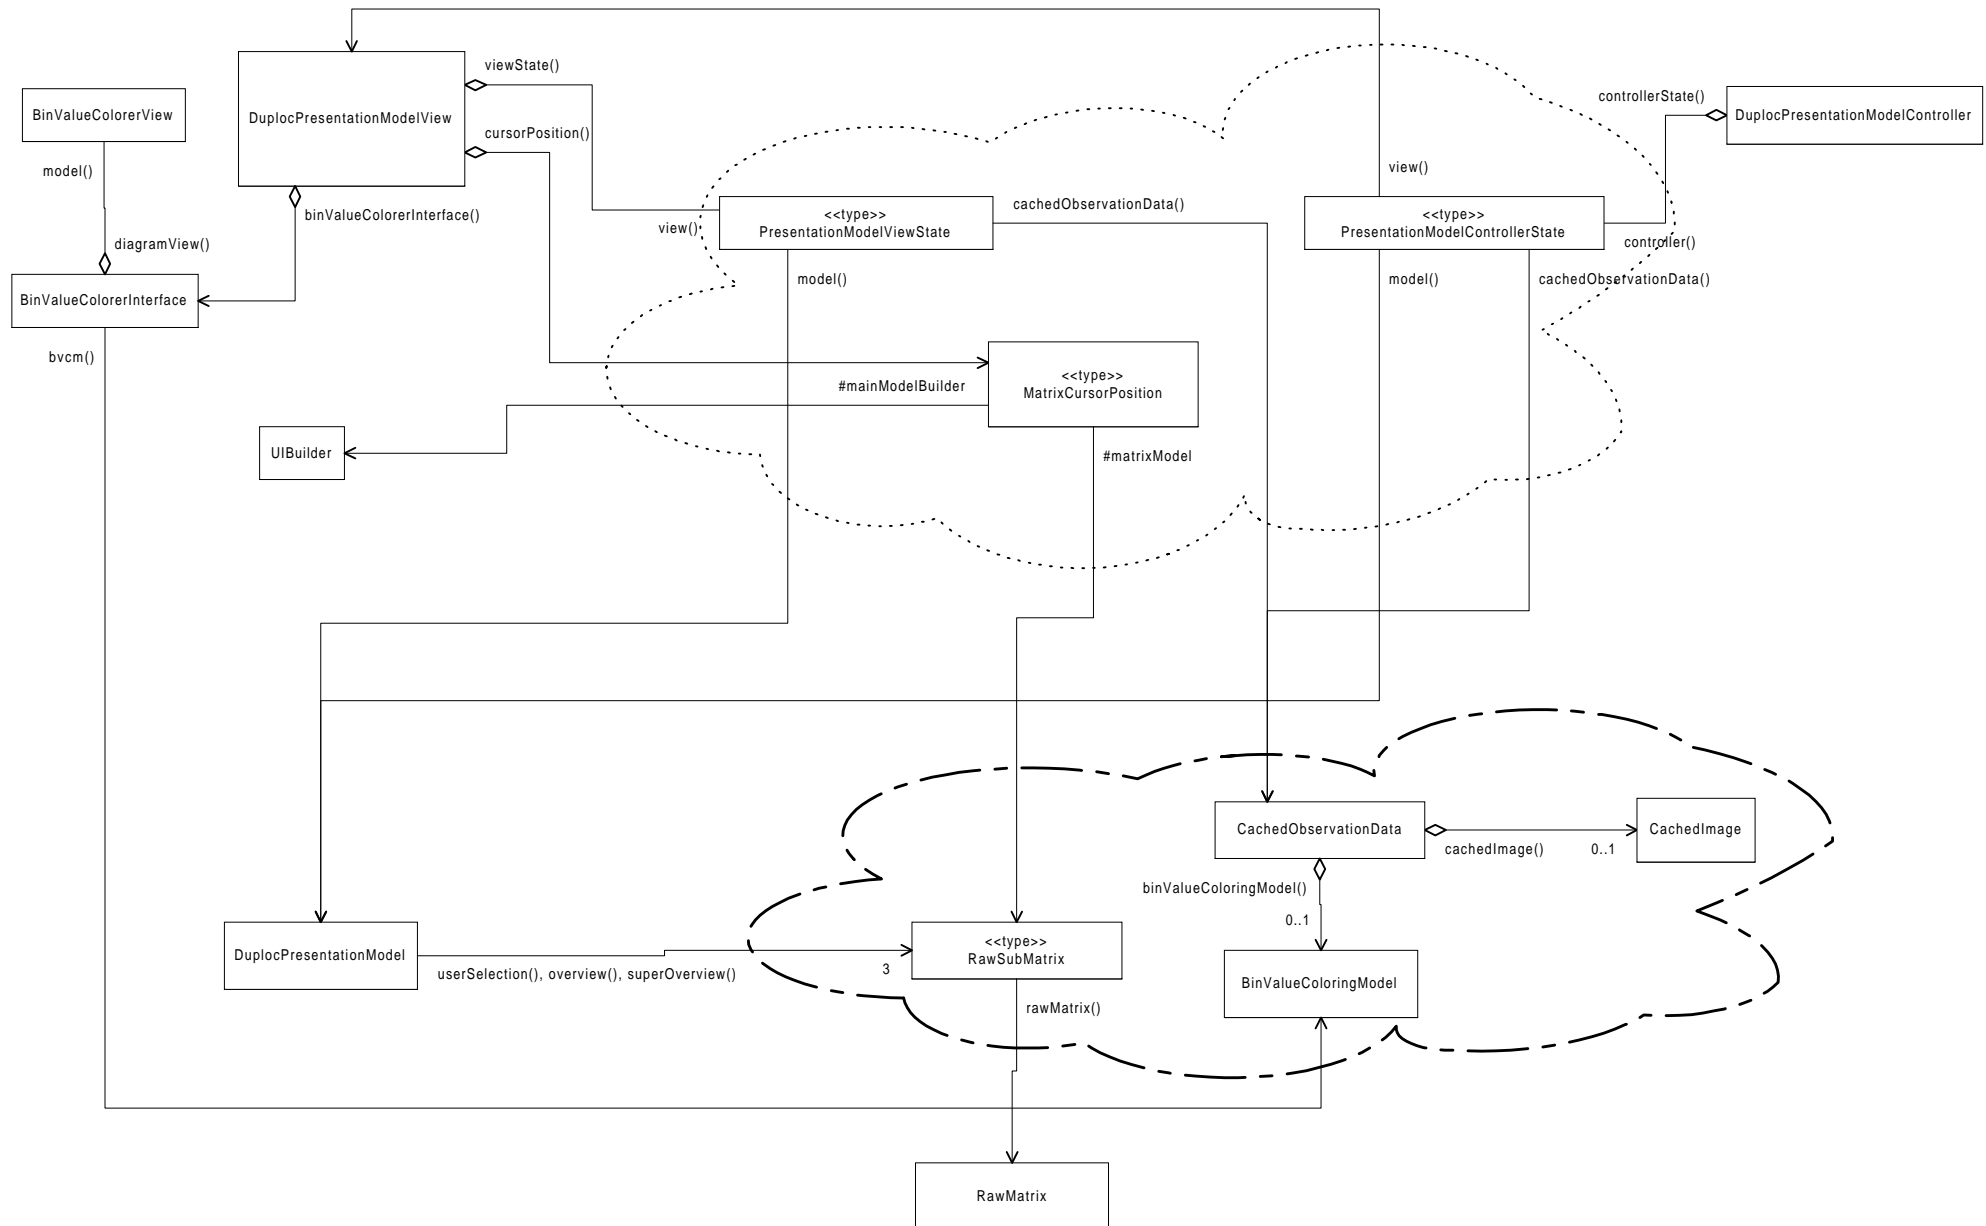 viewState()
BinValueColorerView
DuplocPresentationModelView
controllerState()
DuplocPresentationModelController
cursorPosition()
model()
view()
binValueColorerInterface()
cachedObservationData()
<<type>>
PresentationModelViewState
view()
<<type>>
PresentationModelControllerState
controller()
diagramView()
BinValueColorerInterface
model()
model()
cachedObservationData()
bvcm()
<<type>>
MatrixCursorPosition
#mainModelBuilder
UIBuilder
#matrixModel
CachedObservationData
CachedImage
cachedImage()
0..1
binValueColoringModel()
0..1
DuplocPresentationModel
userSelection(), overview(), superOverview()
3
<<type>>
RawSubMatrix
BinValueColoringModel
rawMatrix()
RawMatrix